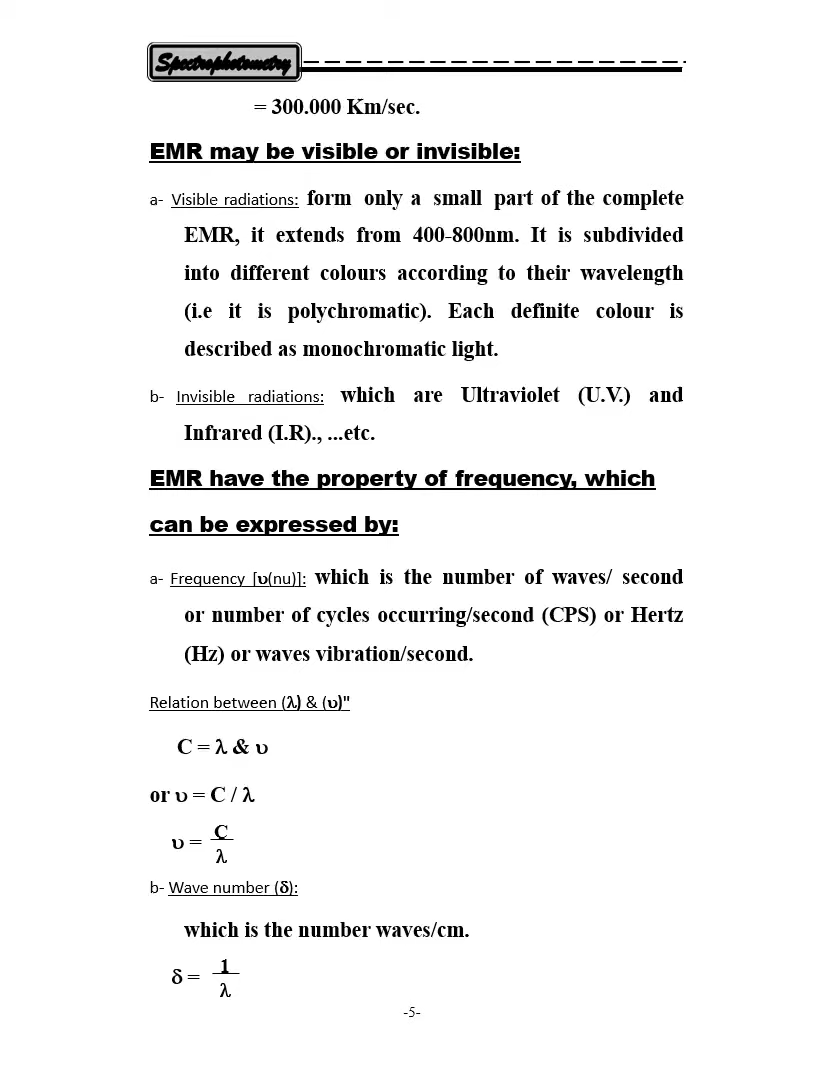 Spectrophotometry
= 300.000 Km/sec.
EMR may be visible or invisible:
a- Visible radiations: form only a small part of the complete
EMR, it extends from 400-800nm. It is subdivided
into different colours according to their wavelength
(i.e it is polychromatic). Each definite colour is
described as monochromatic light.
b- Invisible radiations: which are Ultraviolet (U.V.) and
Infrared (I.R)., ...etc.
EMR have the property of frequency, which
can be expressed by:
a- Frequency [υ(nu)]: which is the number of waves/ second
or number of cycles occurring/second (CPS) or Hertz
(Hz) or waves vibration/second.
Relation between (λ) & (υ)"
C = λ & υ
or υ = C / λ
υ = C
λ
b- Wave number (δ):
which is the number waves/cm.
δ = 1
λ
-5-